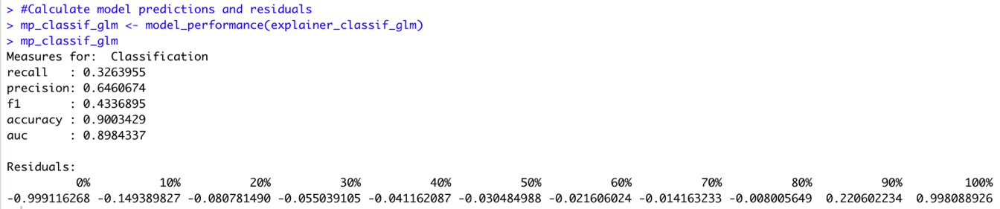 > #Calculate model predictions and residuals
> mp_classif_glm <- model_performance(explainer_classif_glm)
> mp_classif_glm
Measures for:  Classification
recall   : 0.3263955
precision: 0.6460674
f1       : 0.4336895
accuracy : 0.9003429
auc      : 0.8984337
Residuals:
          0%          10%          20%          30%          40%          50%          60%          70%          80%          90%         100%
-0.999116268 -0.149389827 -0.080781490 -0.055039105 -0.041162087 -0.030484988 -0.021606024 -0.014163233 -0.008005649  0.220602234  0.998088926